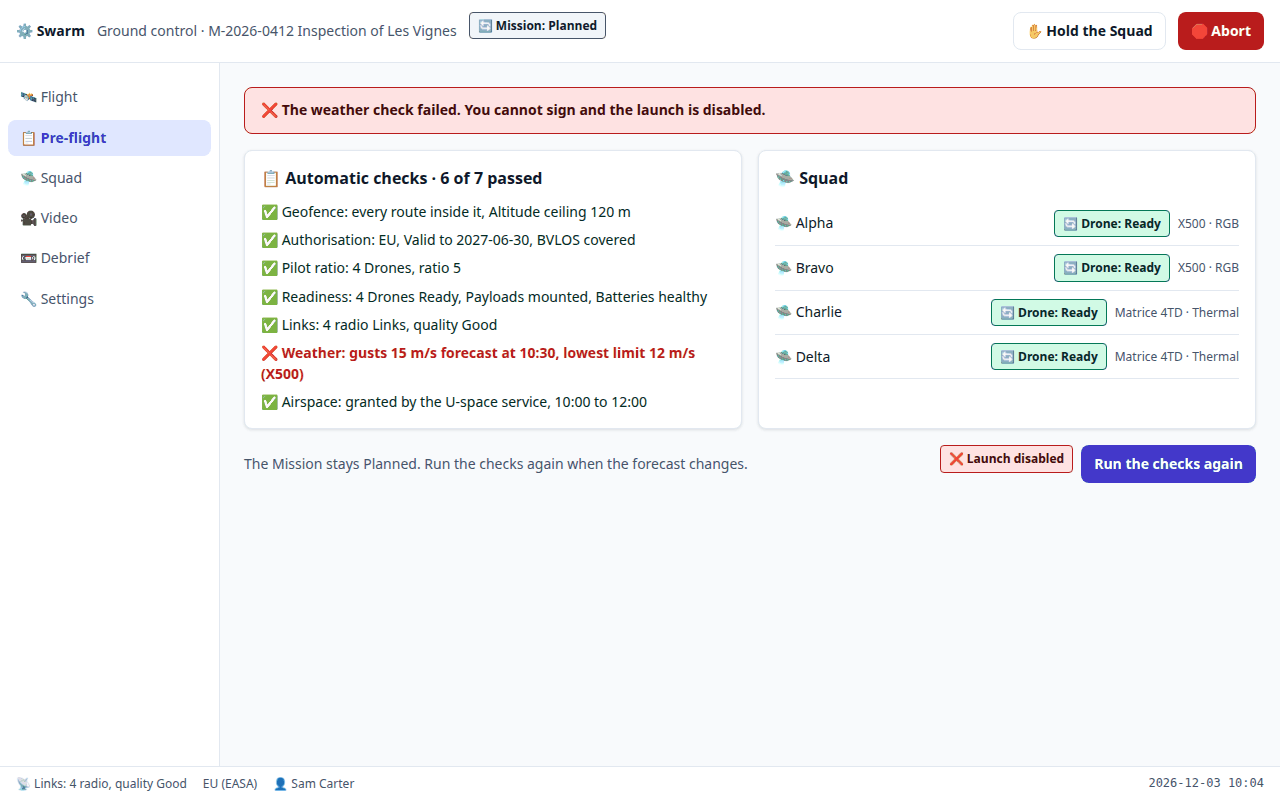 Swarm Ground control · M-2026-0412 Inspection of Les Vignes Mission: Planned Hold the Squad Abort
Flight
Pre-flight
Squad
Video
Debrief
Settings
The weather check failed. You cannot sign and the launch is disabled.
Automatic checks · 6 of 7 passed
Geofence: every route inside it, Altitude ceiling 120 m
Authorisation: EU, Valid to 2027-06-30, BVLOS covered
Pilot ratio: 4 Drones, ratio 5
Readiness: 4 Drones Ready, Payloads mounted, Batteries healthy
Links: 4 radio Links, quality Good
Weather: gusts 15 m/s forecast at 10:30, lowest limit 12 m/s
(X500)
Airspace: granted by the U-space service, 10:00 to 12:00
Squad
Alpha Drone: Ready X500 · RGB
Bravo Drone: Ready X500 · RGB
Charlie Drone: Ready Matrice 4TD · Thermal
Delta Drone: Ready Matrice 4TD · Thermal
The Mission stays Planned. Run the checks again when the forecast changes. Launch disabled Run the checks again
Links: 4 radio, quality Good EU (EASA) Sam Carter 2026-12-03 10:04